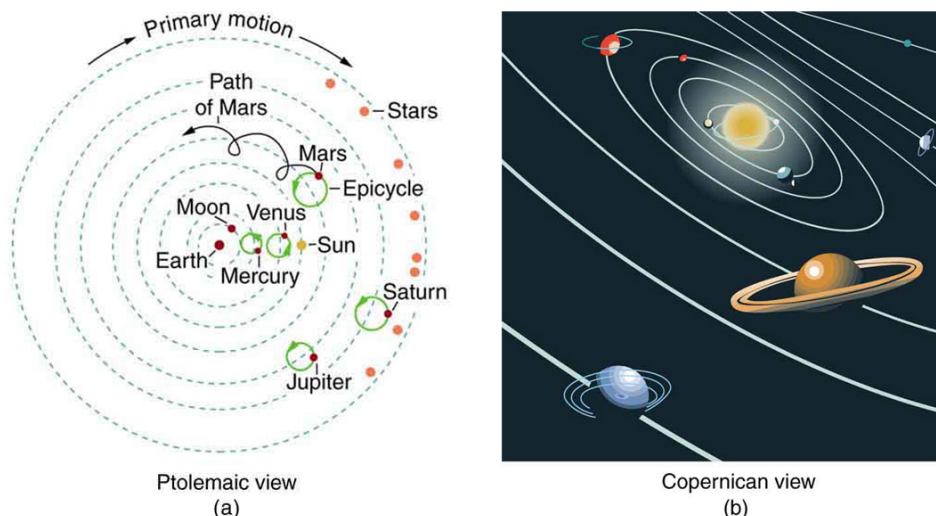 Primary motion
Path
of Mars
Stars
Mars
Epicycle
Moon
Venus
Sun
Earth
Mercury
Saturn
Jupiter
Ptolemaic view
(a)
Copernican view
(b)